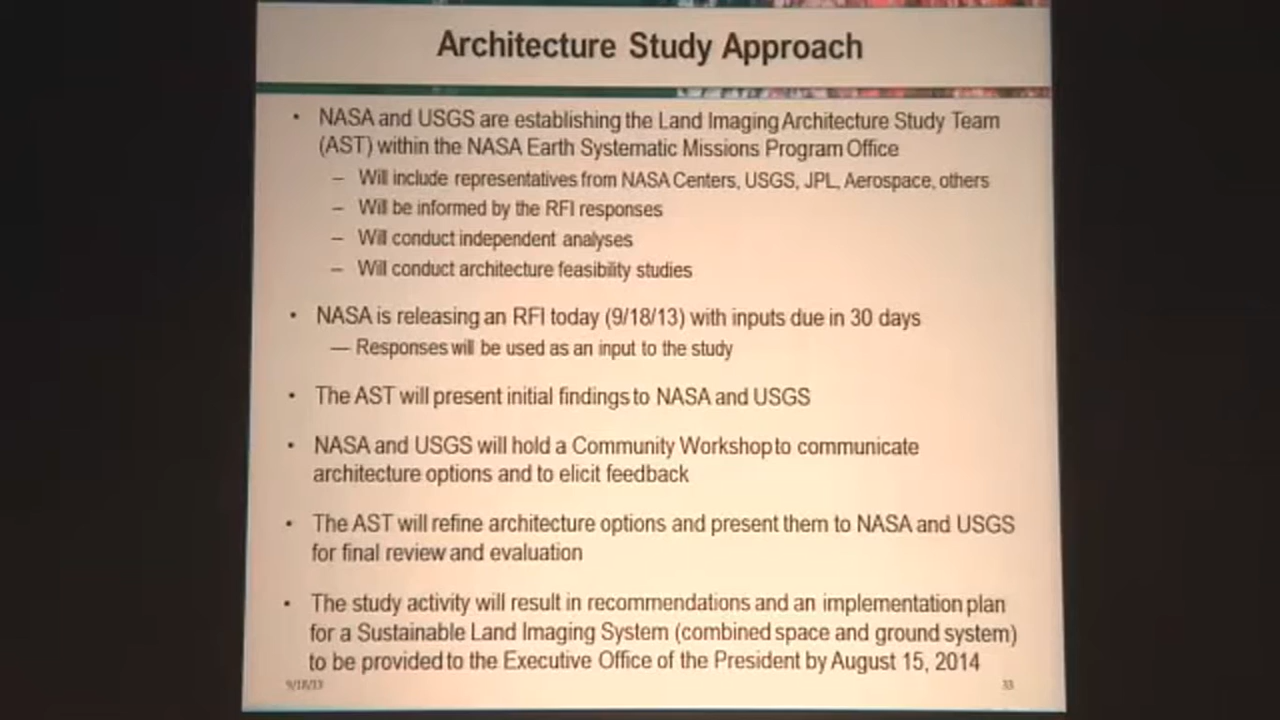 Architecture Study Approach
• NASA and USGS are establishing the Land Imaging Architecture Study Team
(AST) within the NASA Earth Systematic Missions Program Office
– Will include representatives from NASA Centers, USGS, JPL, Aerospace, others
– Will be informed by the RFI responses
– Will conduct independent analyses
– Will conduct architecture feasibility studies
• NASA is releasing an RFI today (9/18/13) with inputs due in 30 days
— Responses will be used as an input to the study
• The AST will present initial findings to NASA and USGS
• NASA and USGS will hold a Community Workshop to communicate
architecture options and to elicit feedback
• The AST will refine architecture options and present them to NASA and USGS
for final review and evaluation
• The study activity will result in recommendations and an implementation plan
for a Sustainable Land Imaging System (combined space and ground system)
to be provided to the Executive Office of the President by August 15, 2014
9/18/13
33